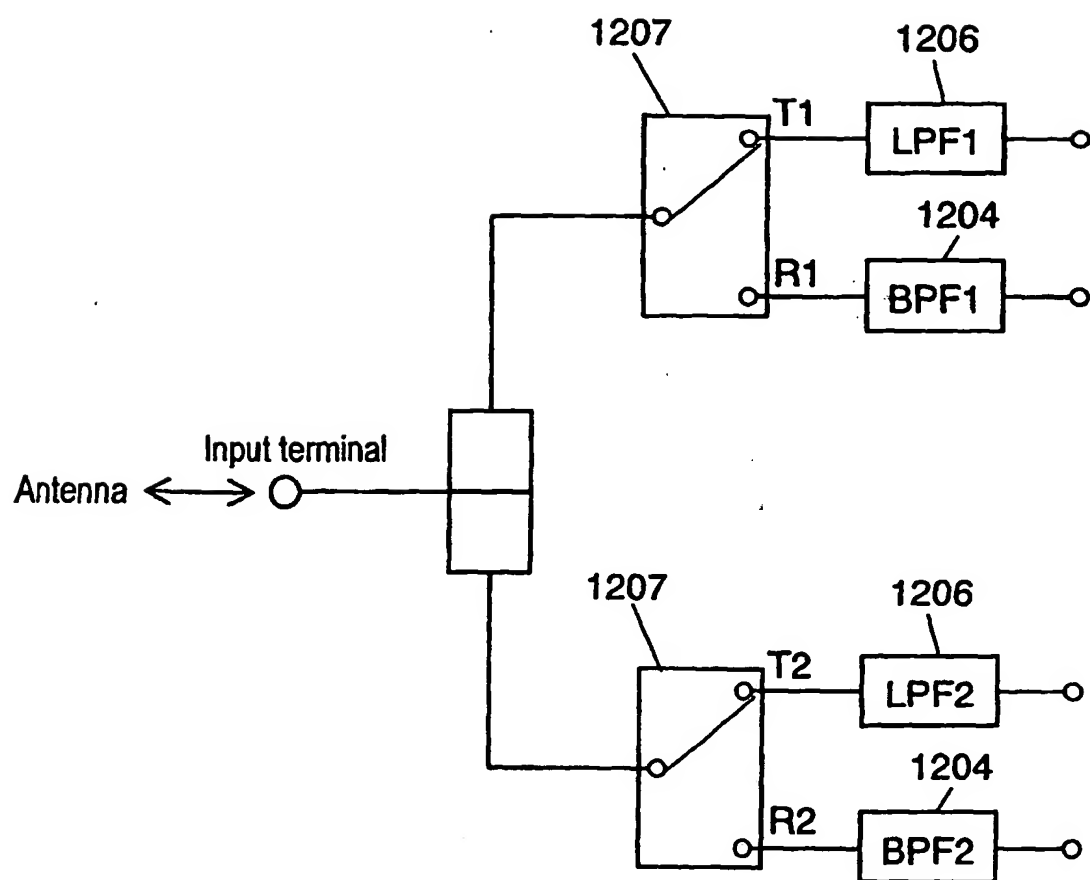 1207
1206
T1
LPF1
1204
R1
BPF1
Input terminal
Antenna
1207
1206
T2
LPF2
1204
R2
BPF2